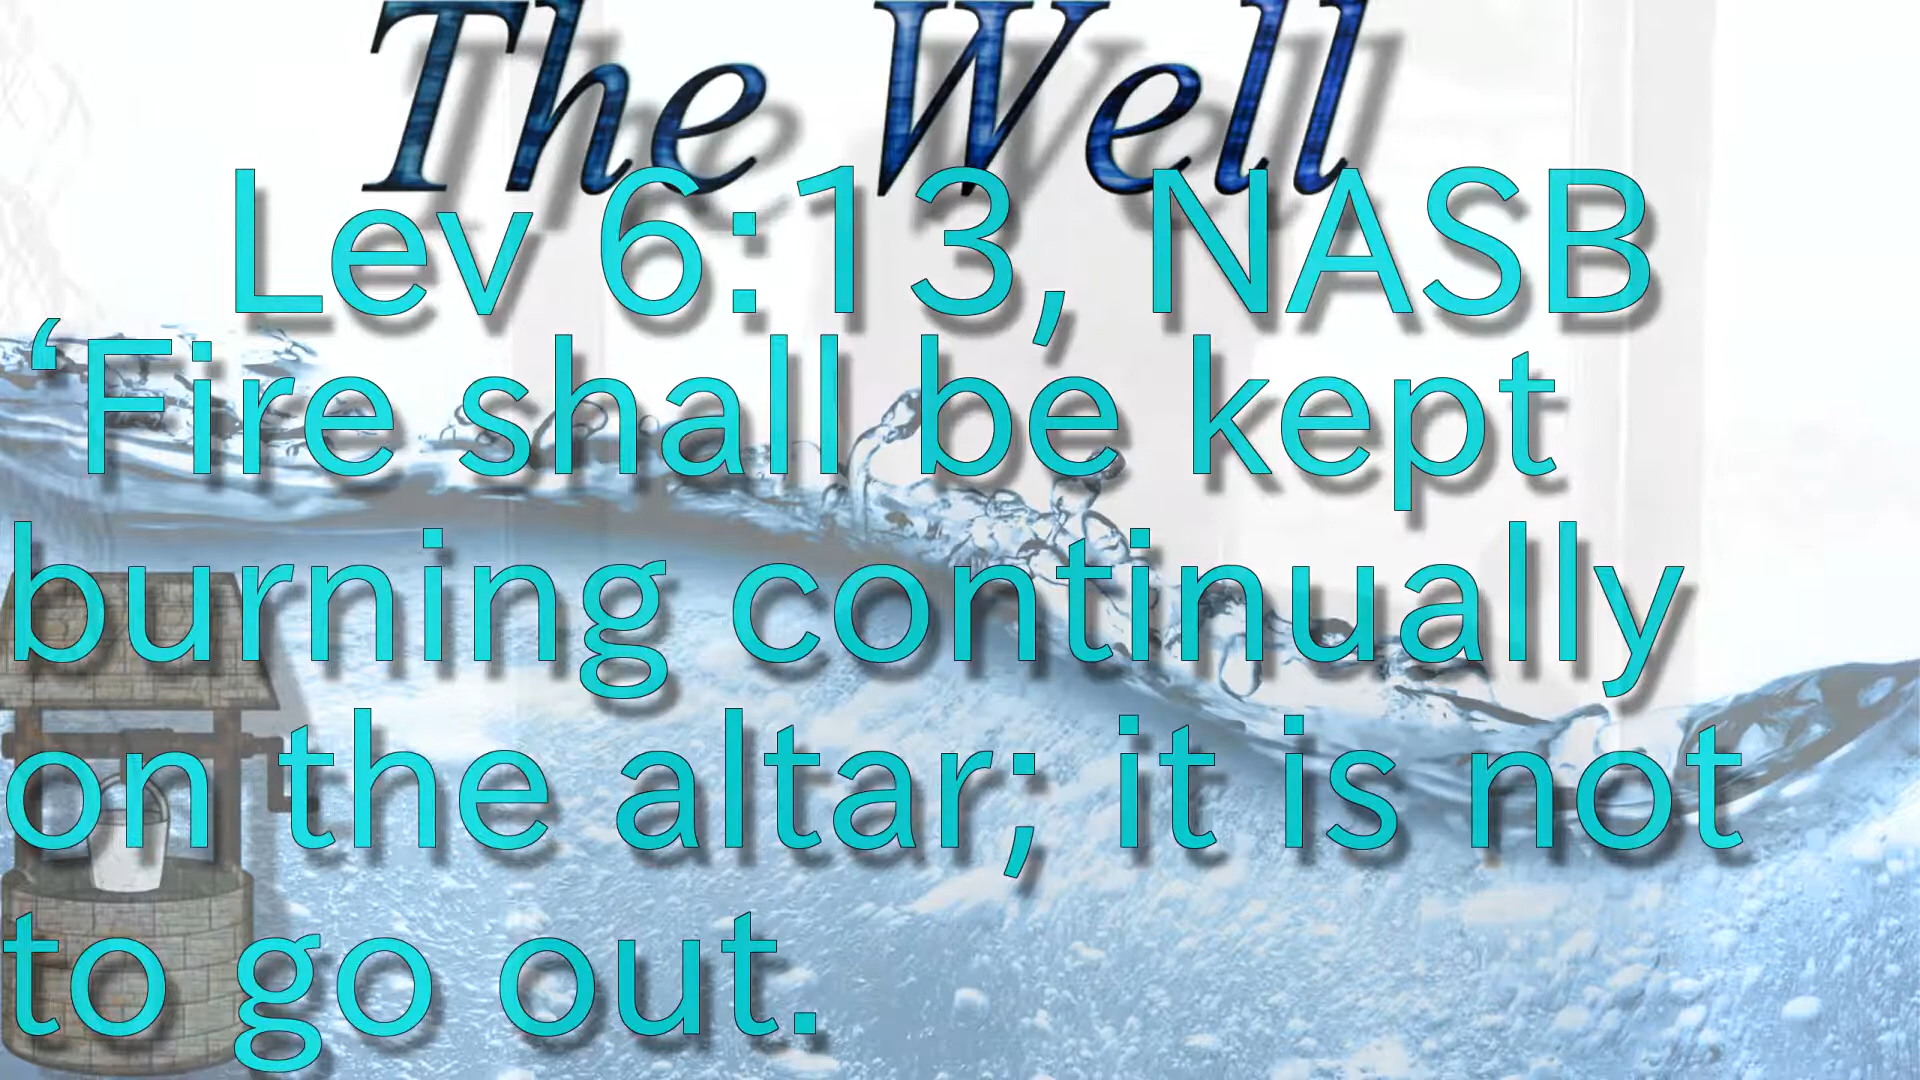 The Well
Lev 6:13, NASB
‘Fire shall be kept
burning continually
on the altar; it is not
to go out.